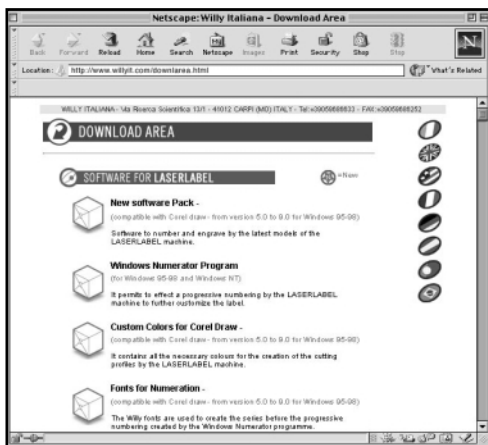 Netscape: Willy Italiana - Download Area
Back Forward Reload Home Search Netscape Images Print Security Shop Stop
N
Location: http://www.willyit.com/downlarea.html What's Related
WILLY ITALIANA - Via Ricerca Scientifica 13/1 - 41012 CARPI (MO) ITALY -
DOWNLOAD AREA
SOFTWARE FOR LASERLABEL =New
New software Pack -
(compatible with Corel draw - from version 5.0 to 9.0 for Windows 95-98)
Software to number and engrave by the latest models of the
LASERLABEL machine.
Windows Numerator Program
(for Windows 95-98 and Windows NT)
It permits to effect a progressive numbering by the LASERLABEL
machine to further customize the label.
Custom Colors for Corel Draw -
(compatible with Corel draw - from version 5.0 to 9.0 for Windows 95-98)
It contains all the necessary colours for the creation of the cutting
profiles by the LASERLABEL machine.
Fonts for Numeration -
(compatible with Corel draw - from version 5.0 to 9.0 for Windows 95-98)
The Willy fonts are used to create the series before the progressive
numbering created by the Windows Numerator programme.